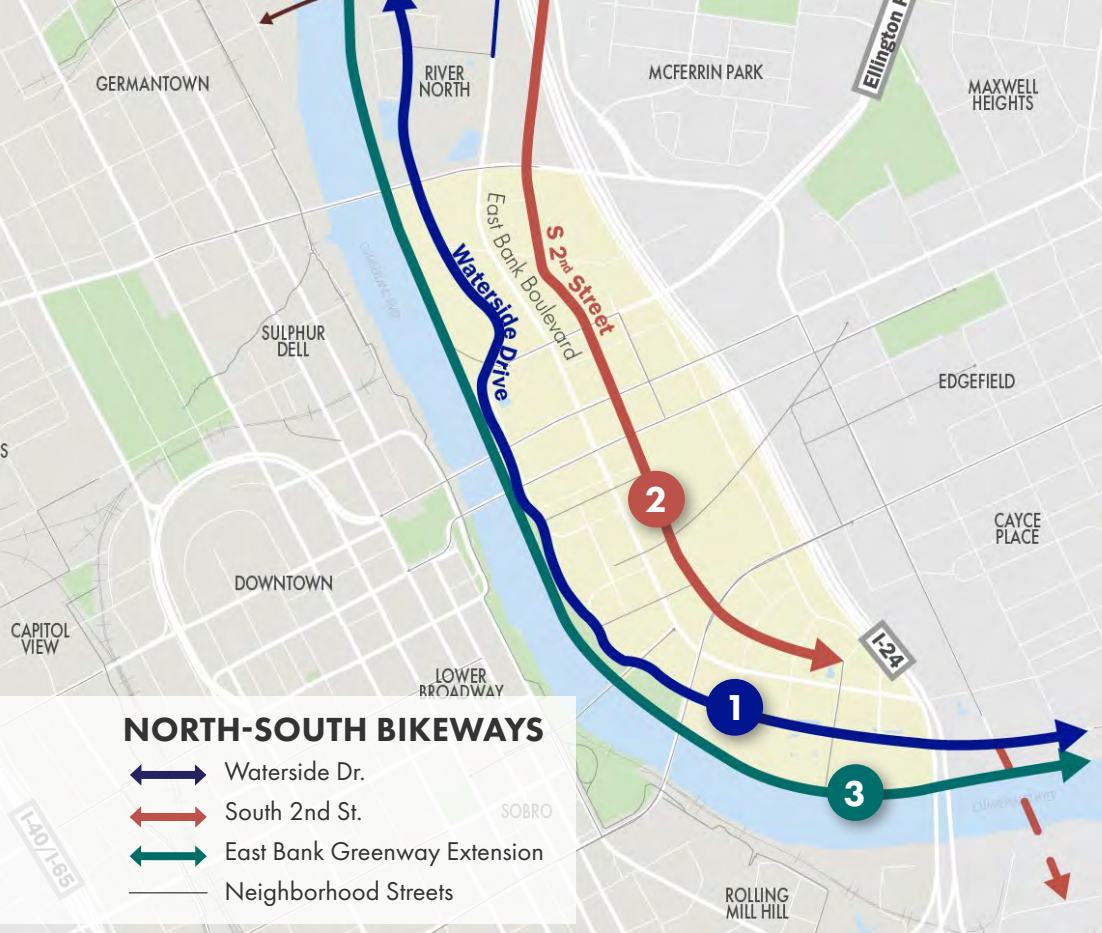 GERMANTOWN
RIVER
NORTH
MCFERRIN PARK
Ellington
MAXWELL
HEIGHTS
East Bank Boulevard
S 2nd Street
Waterside Drive
SULPHUR
DELL
EDGEFIELD
S
2
CAYCE
PLACE
DOWNTOWN
CAPITOL
VIEW
I-24
LOWER
BROADWAY
1
3
NORTH-SOUTH BIKEWAYS
Waterside Dr.
South 2nd St.
East Bank Greenway Extension
Neighborhood Streets
SOBRO
I-40/I-65
CUMBERLAND RIVER
ROLLING
MILL HILL